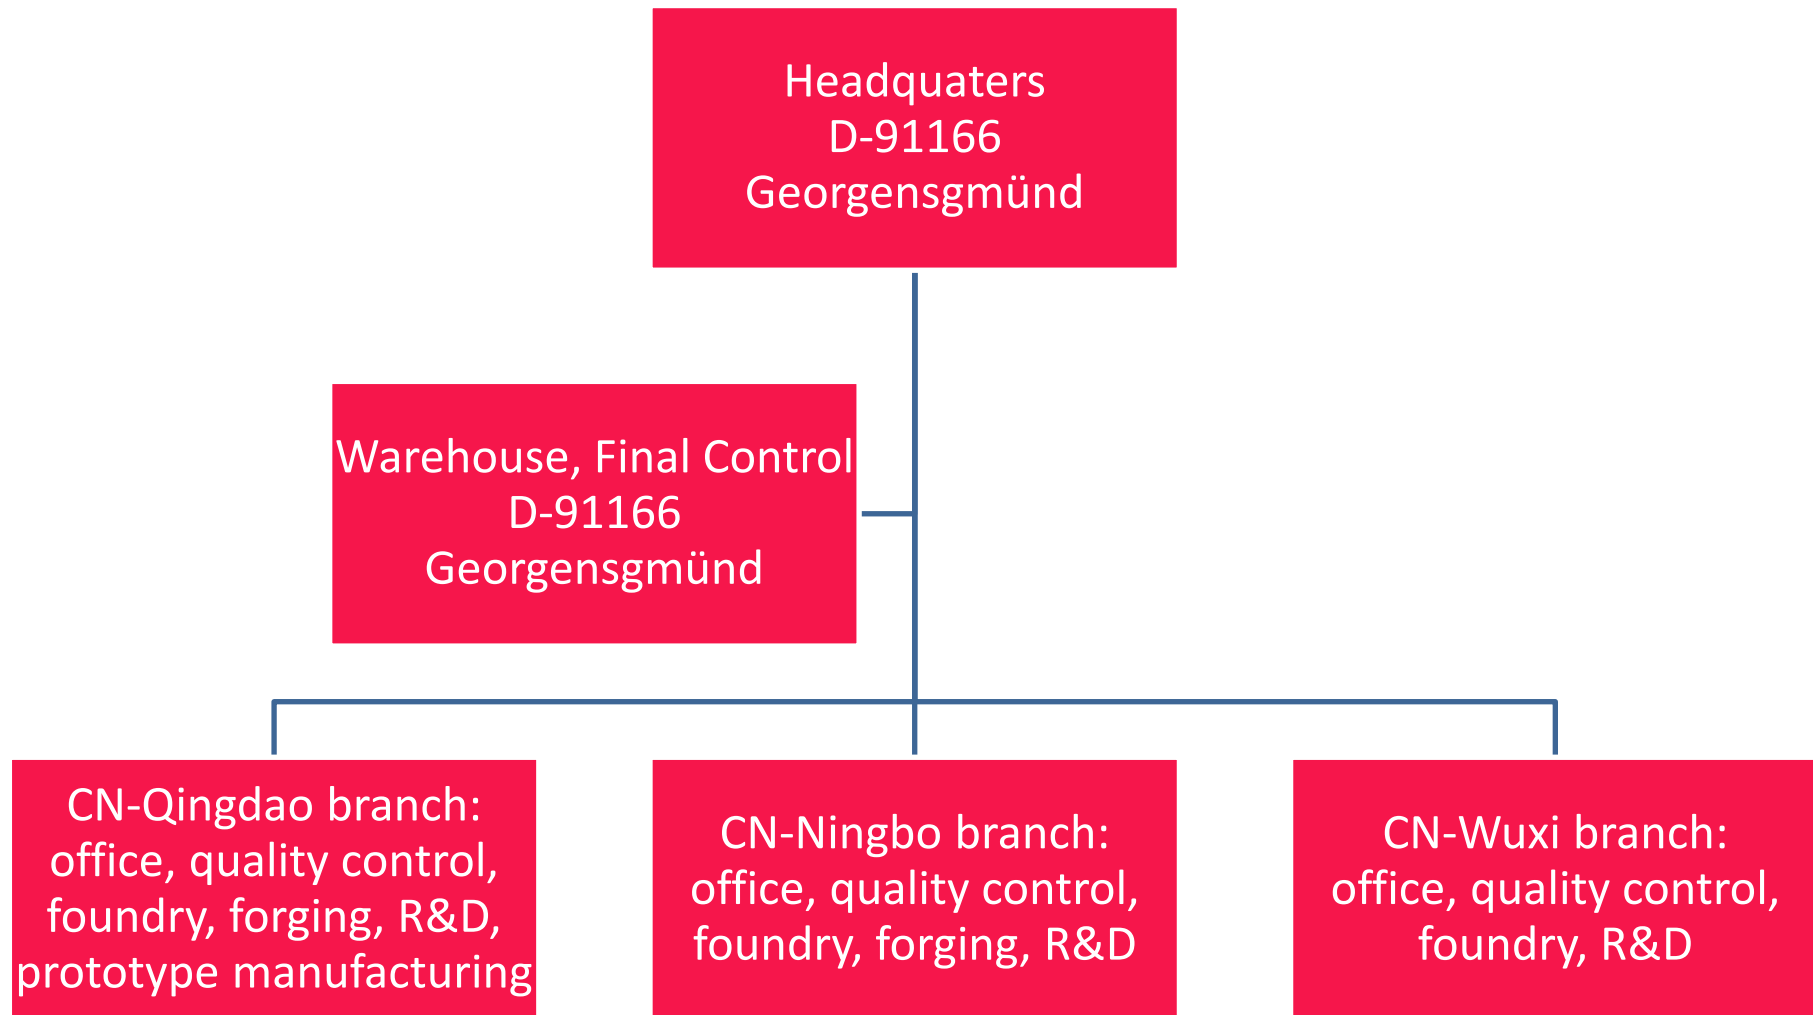 Headquaters
D-91166
Georgensgmünd
Warehouse, Final Control
D-91166
Georgensgmünd
CN-Qingdao branch:
office, quality control,
foundry, forging, R&D,
prototype manufacturing
CN-Ningbo branch:
office, quality control,
foundry, forging, R&D
CN-Wuxi branch:
office, quality control,
foundry, R&D